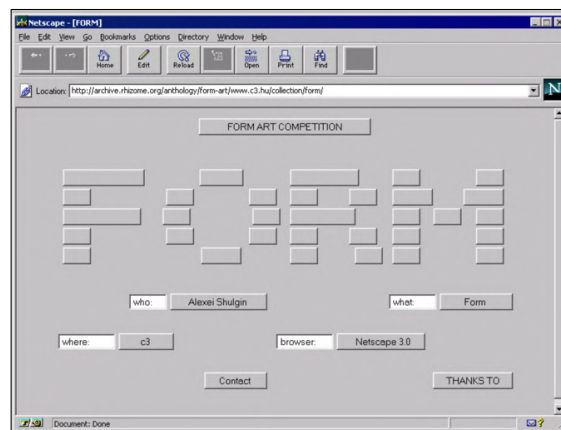 Netscape - [FORM]
File Edit View Go Bookmarks Options Directory Window Help
Home Edit Reload Open Print Find
Location: http://archive.rhizome.org/anthology/form-art/www.c3.hu/collection/form/
N
FORM ART COMPETITION
FORM
who: Alexei Shulgin what: Form
where: c3 browser: Netscape 3.0
Contact THANKS TO
Document: Done